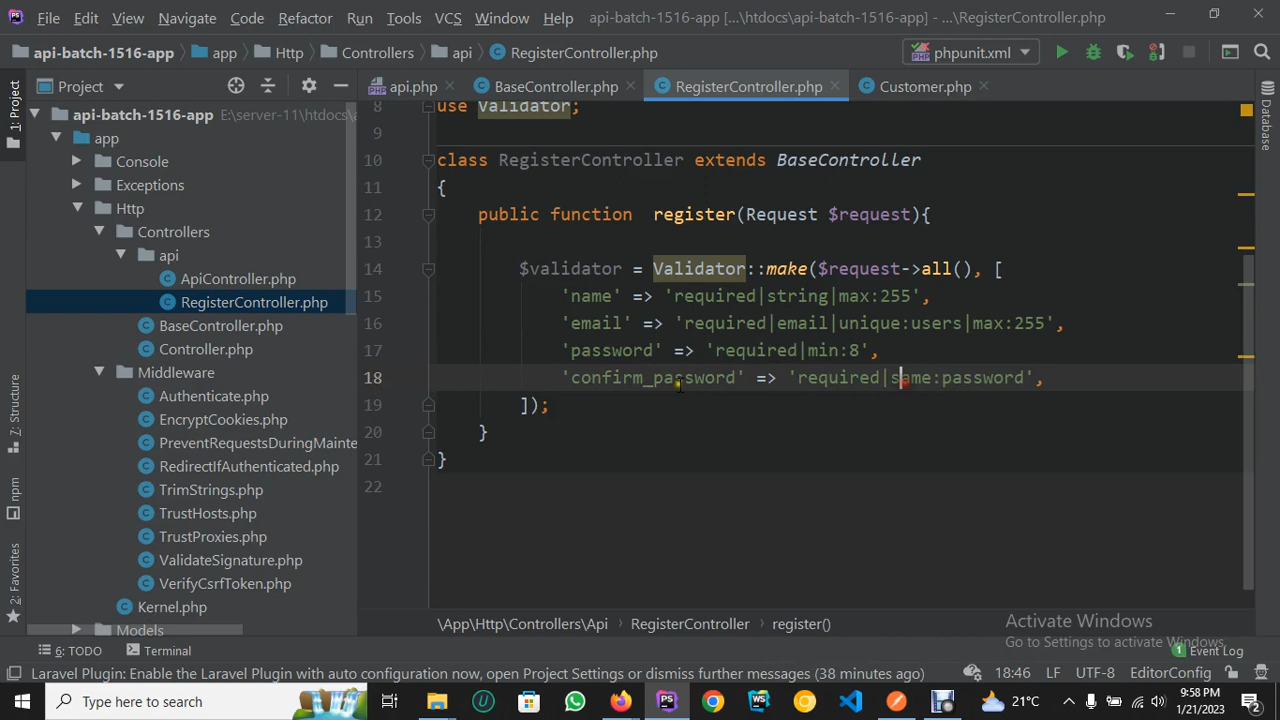 File Edit View Navigate Code Refactor Run Tools VCS Window Help api-batch-1516-app [...\htdocs\api-batch-1516-app] - ...\RegisterController.php
api-batch-1516-app app Http Controllers api RegisterController.php phpunit.xml
1: Project
7: Structure
npm
2: Favorites
Project
api-batch-1516-app E:\server-11\htdocs\
app
Console
Exceptions
Http
Controllers
api
ApiController.php
RegisterController.php
BaseController.php
Controller.php
Middleware
Authenticate.php
EncryptCookies.php
PreventRequestsDuringMainte
RedirectIfAuthenticated.php
TrimStrings.php
TrustHosts.php
TrustProxies.php
ValidateSignature.php
VerifyCsrfToken.php
Kernel.php
Models
api.php BaseController.php RegisterController.php Customer.php
8 use Validator;
9
10 class RegisterController extends BaseController
11 {
12 public function register(Request $request){
13
14 $validator = Validator::make($request->all(), [
15 'name' => 'required|string|max:255',
16 'email' => 'required|email|unique:users|max:255',
17 'password' => 'required|min:8',
18 'confirm_password' => 'required|same:password',
19 ]);
20 }
21 }
22
Database
\App\Http\Controllers\Api RegisterController register()
Activate Windows
Go to Settings to activate Windows.
6: TODO Terminal 1 Event Log
Laravel Plugin: Enable the Laravel Plugin with auto-configuration now, open Project Settings or dismiss further messages (38 minutes ago) 18:46 LF UTF-8 EditorConfig
Type here to search 21°C 9:58 PM
1/21/2023
2